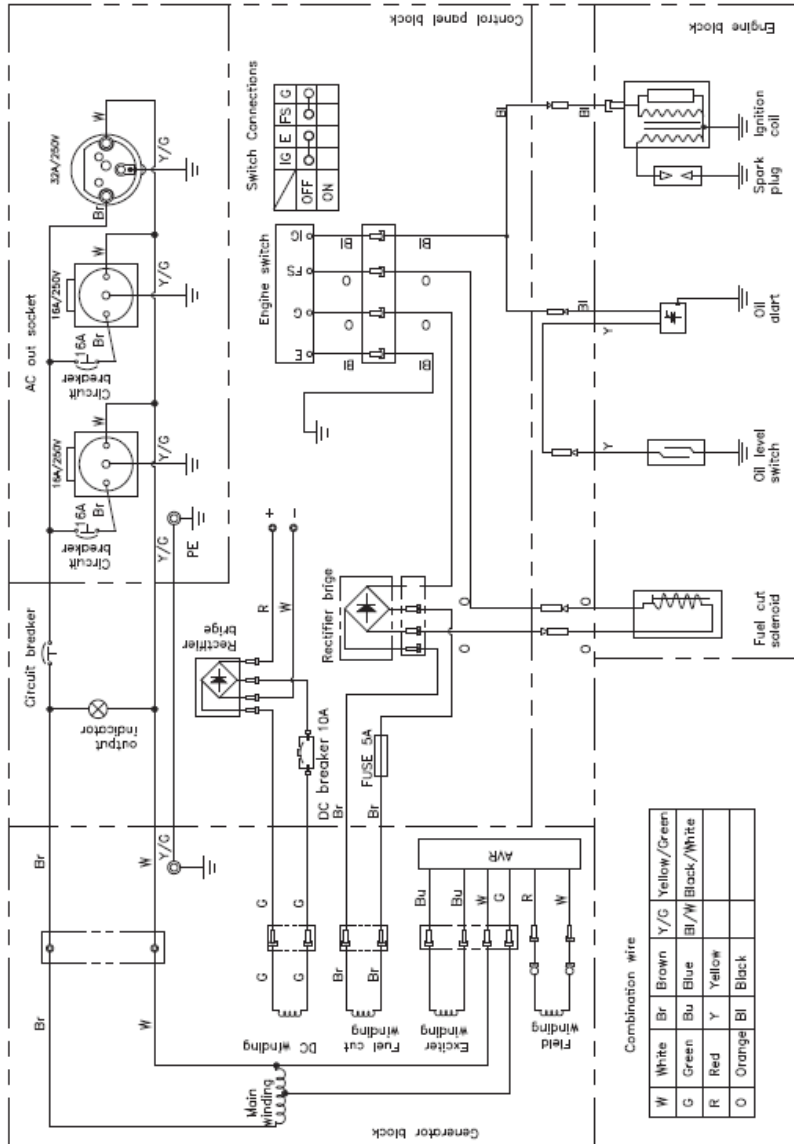 Control panel block
Engine block
Generator block
AC out socket
16A/250V
16A/250V
32A/250V
W
W
W
Br
Br
Br
Y/G
Y/G
Y/G
16A
Circuit
breaker
16A
Circuit
breaker
Y/G
PE
Circuit breaker
output
indicator
Br
W
Y/G
Br
W
Main
winding
Switch Connections
IG E FS G
OFF
ON
Engine switch
E G FS IG
Bl O O Bl
Bl O O Bl
Rectifier
brige
R
W
+
-
DC breaker 10A
Rectifier brige
FUSE 5A
Br
Br
G
G
G
G
DC winding
Br
Br
Fuel cut
winding
Bu
Bu
W
G
R
W
AVR
Exciter
winding
Field
winding
O
O
O
O
Fuel cut
solenoid
Y
Oil level
switch
Y
Bl
Oil
aldrt
Bl
Bl
Spark
plug
Ignition
coil
Combination wire
W White Br Brown Y/G Yellow/Green
G Green Bu Blue Bl/W Black/White
R Red Y Yellow
O Orange Bl Black